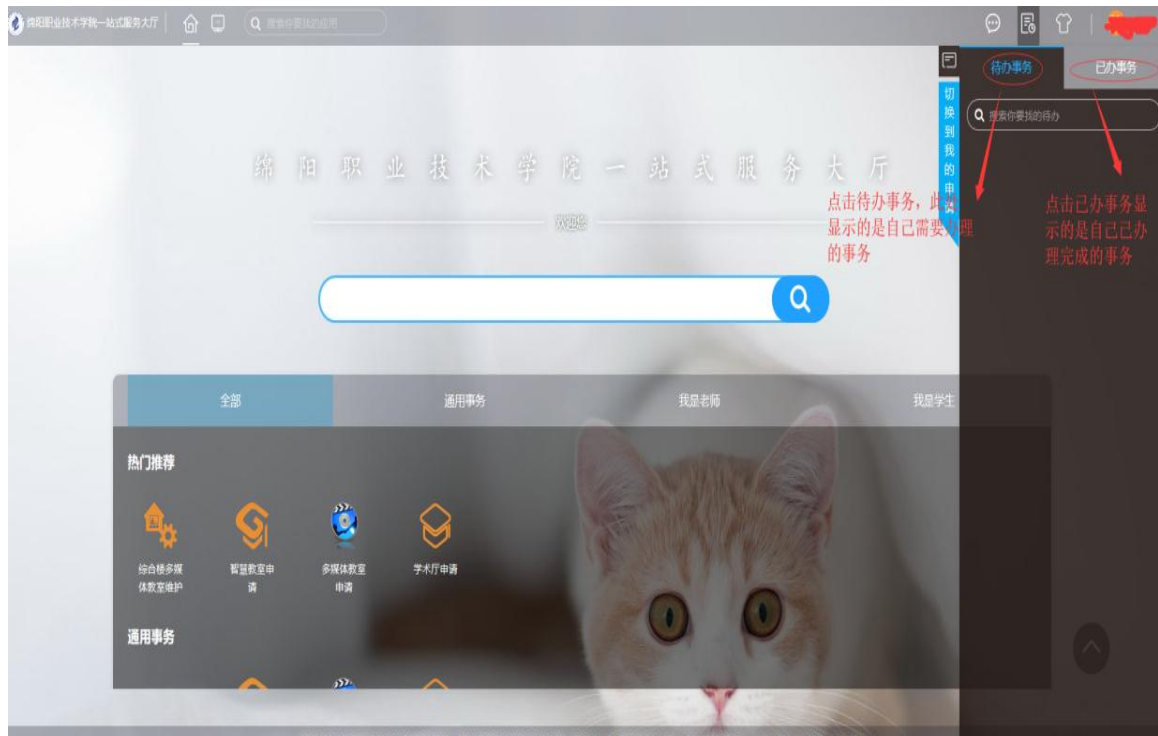 绵阳职业技术学院一站式服务大厅
搜索你要找的应用
待办事务
已办事务
切换到我的申请
搜索你要找的待办
绵阳职业技术学院一站式服务大厅
欢迎您
点击待办事务，此处
显示的是自己需要办理
的事务
点击已办事务显
示的是自己已办
理完成的事务
全部
通用事务
我是老师
我是学生
热门推荐
综合楼多媒
体教室维护
智慧教室申
请
多媒体教室
申请
学术厅申请
通用事务